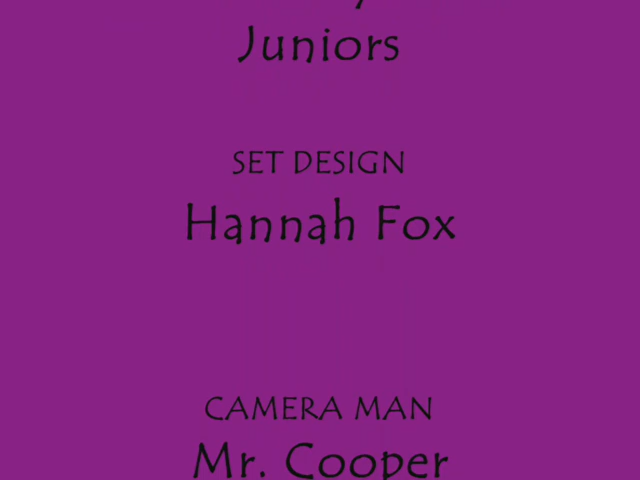 Juniors
SET DESIGN
Hannah Fox
CAMERA MAN
Mr. Cooper